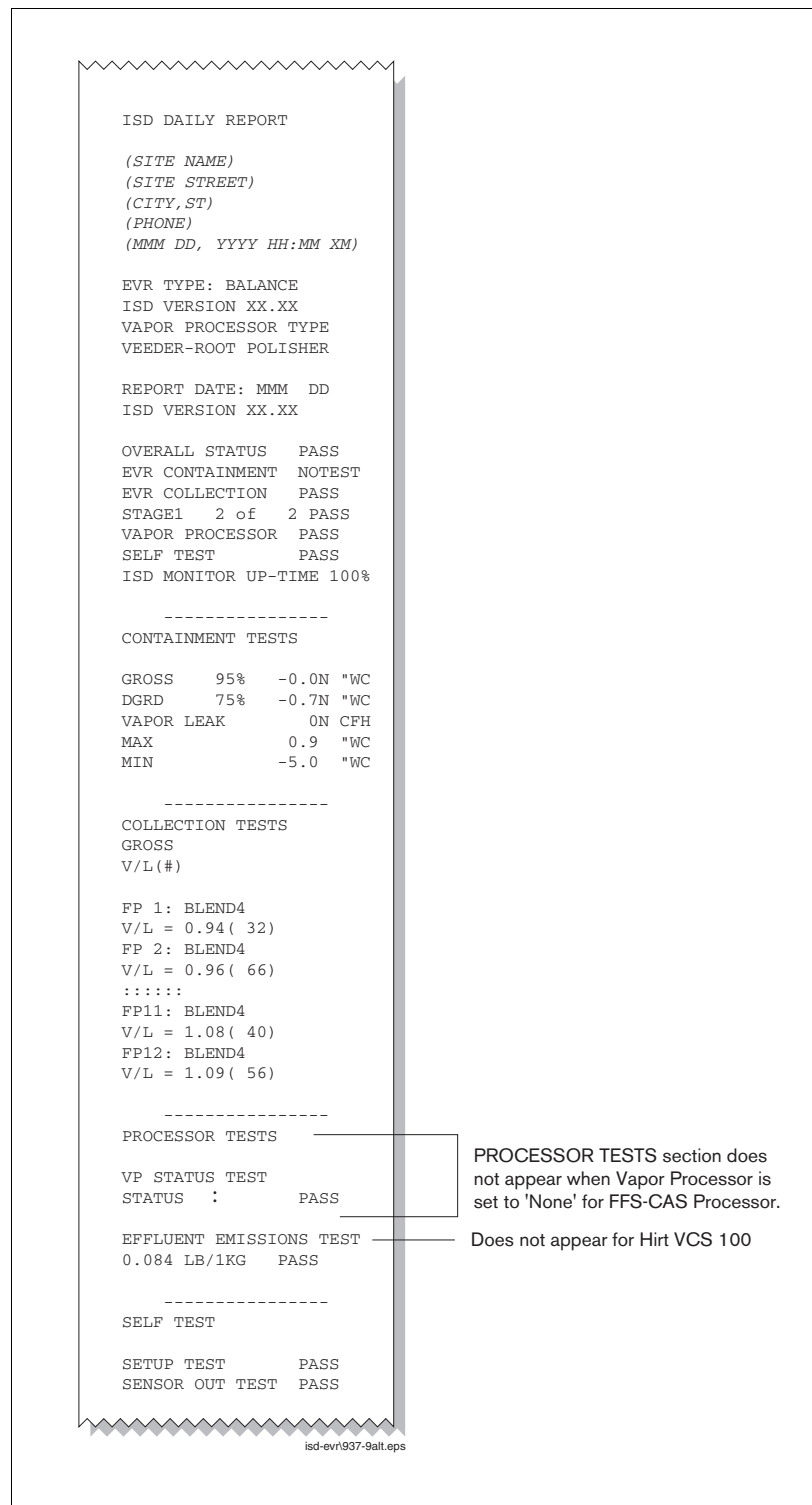 ISD DAILY REPORT
(SITE NAME)
(SITE STREET)
(CITY,ST)
(PHONE)
(MMM DD, YYYY HH:MM XM)
EVR TYPE: BALANCE
ISD VERSION XX.XX
VAPOR PROCESSOR TYPE
VEEDER-ROOT POLISHER
REPORT DATE: MMM DD
ISD VERSION XX.XX
OVERALL STATUS PASS
EVR CONTAINMENT NOTEST
EVR COLLECTION PASS
STAGE1 2 of 2 PASS
VAPOR PROCESSOR PASS
SELF TEST PASS
ISD MONITOR UP-TIME 100%
----------------
CONTAINMENT TESTS
GROSS 95% -0.0N "WC
DGRD 75% -0.7N "WC
VAPOR LEAK 0N CFH
MAX 0.9 "WC
MIN -5.0 "WC
----------------
COLLECTION TESTS
GROSS
V/L(#)
FP 1: BLEND4
V/L = 0.94( 32)
FP 2: BLEND4
V/L = 0.96( 66)
::::::
FP11: BLEND4
V/L = 1.08( 40)
FP12: BLEND4
V/L = 1.09( 56)
----------------
PROCESSOR TESTS
VP STATUS TEST
STATUS : PASS
PROCESSOR TESTS section does
not appear when Vapor Processor is
set to 'None' for FFS-CAS Processor.
EFFLUENT EMISSIONS TEST
0.084 LB/1KG PASS
Does not appear for Hirt VCS 100
----------------
SELF TEST
SETUP TEST PASS
SENSOR OUT TEST PASS
isd-evr\937-9alt.eps